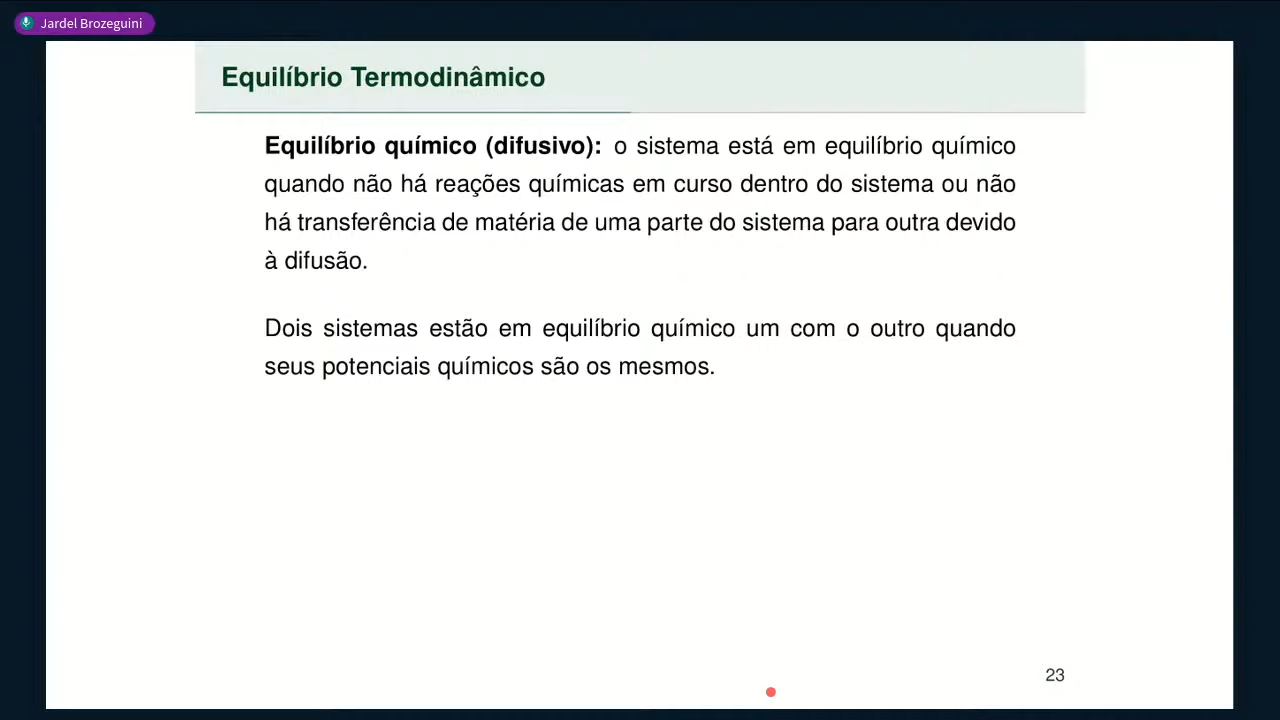 Jardel Brozeguini
Equilíbrio Termodinâmico
Equilíbrio químico (difusivo): o sistema está em equilíbrio químico
quando não há reações químicas em curso dentro do sistema ou não
há transferência de matéria de uma parte do sistema para outra devido
à difusão.
Dois sistemas estão em equilíbrio químico um com o outro quando
seus potenciais químicos são os mesmos.
23